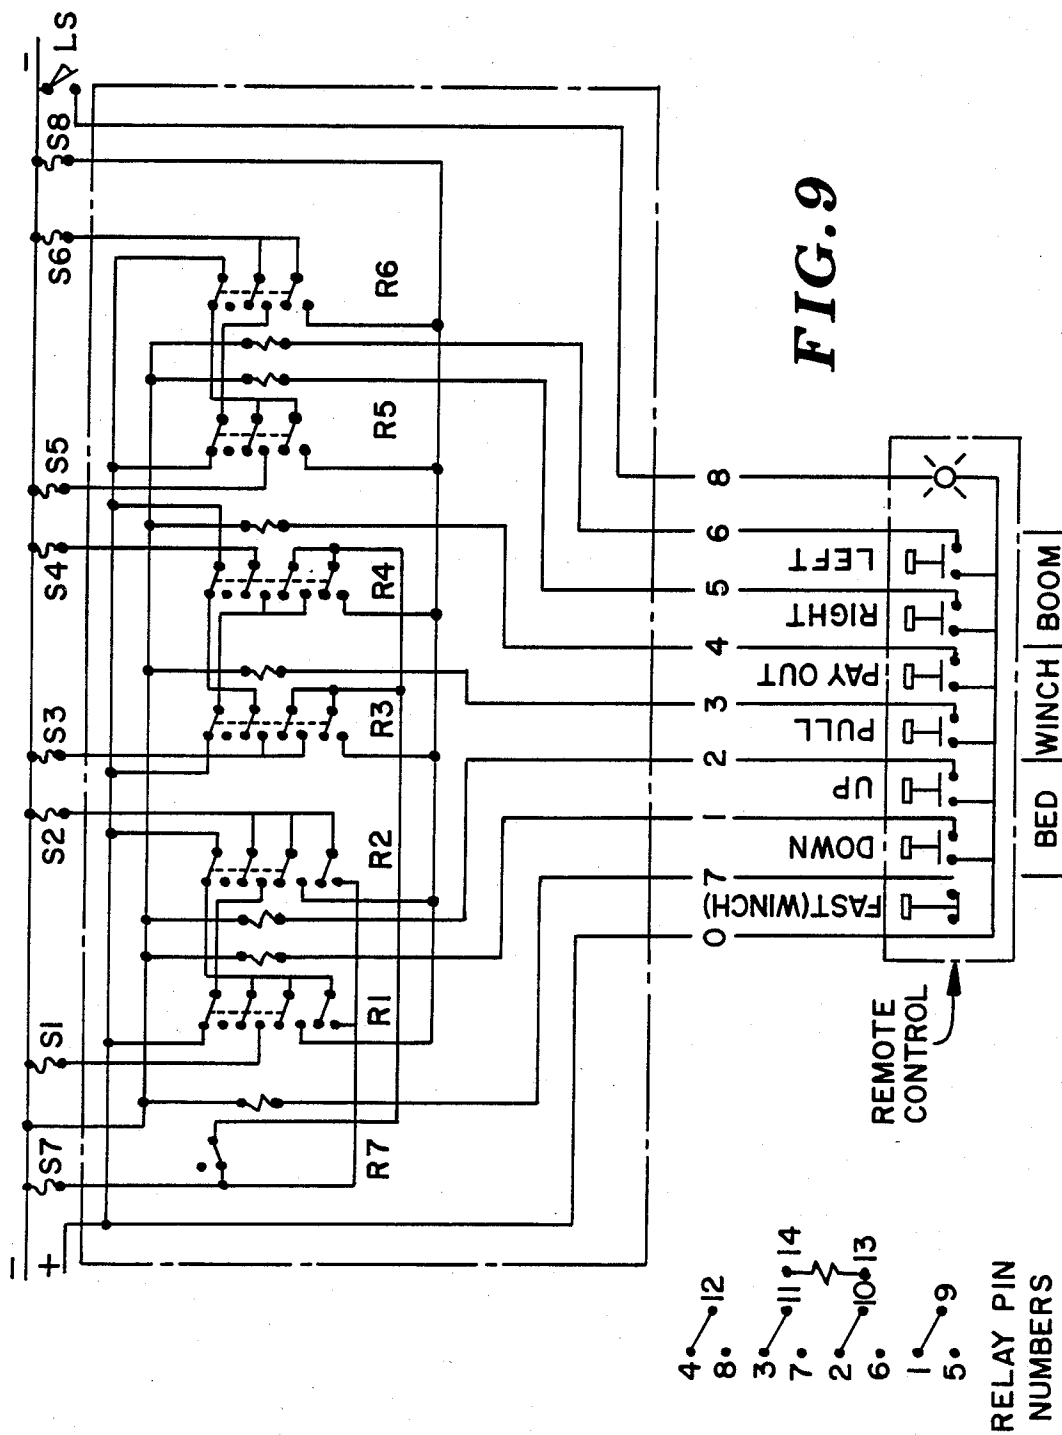 FIG. 9
−
+
S7
S1
S2
S3
S4
S5
S6
S8
LS
−
R7
R1
R2
R3
R4
R5
R6
0
7
1
2
3
4
5
6
8
FAST(WINCH)
DOWN
UP
PULL
PAY OUT
RIGHT
LEFT
BED
WINCH
BOOM
REMOTE
CONTROL
4
12
8
3
11
14
7
2
10
13
6
1
9
5
RELAY PIN
NUMBERS